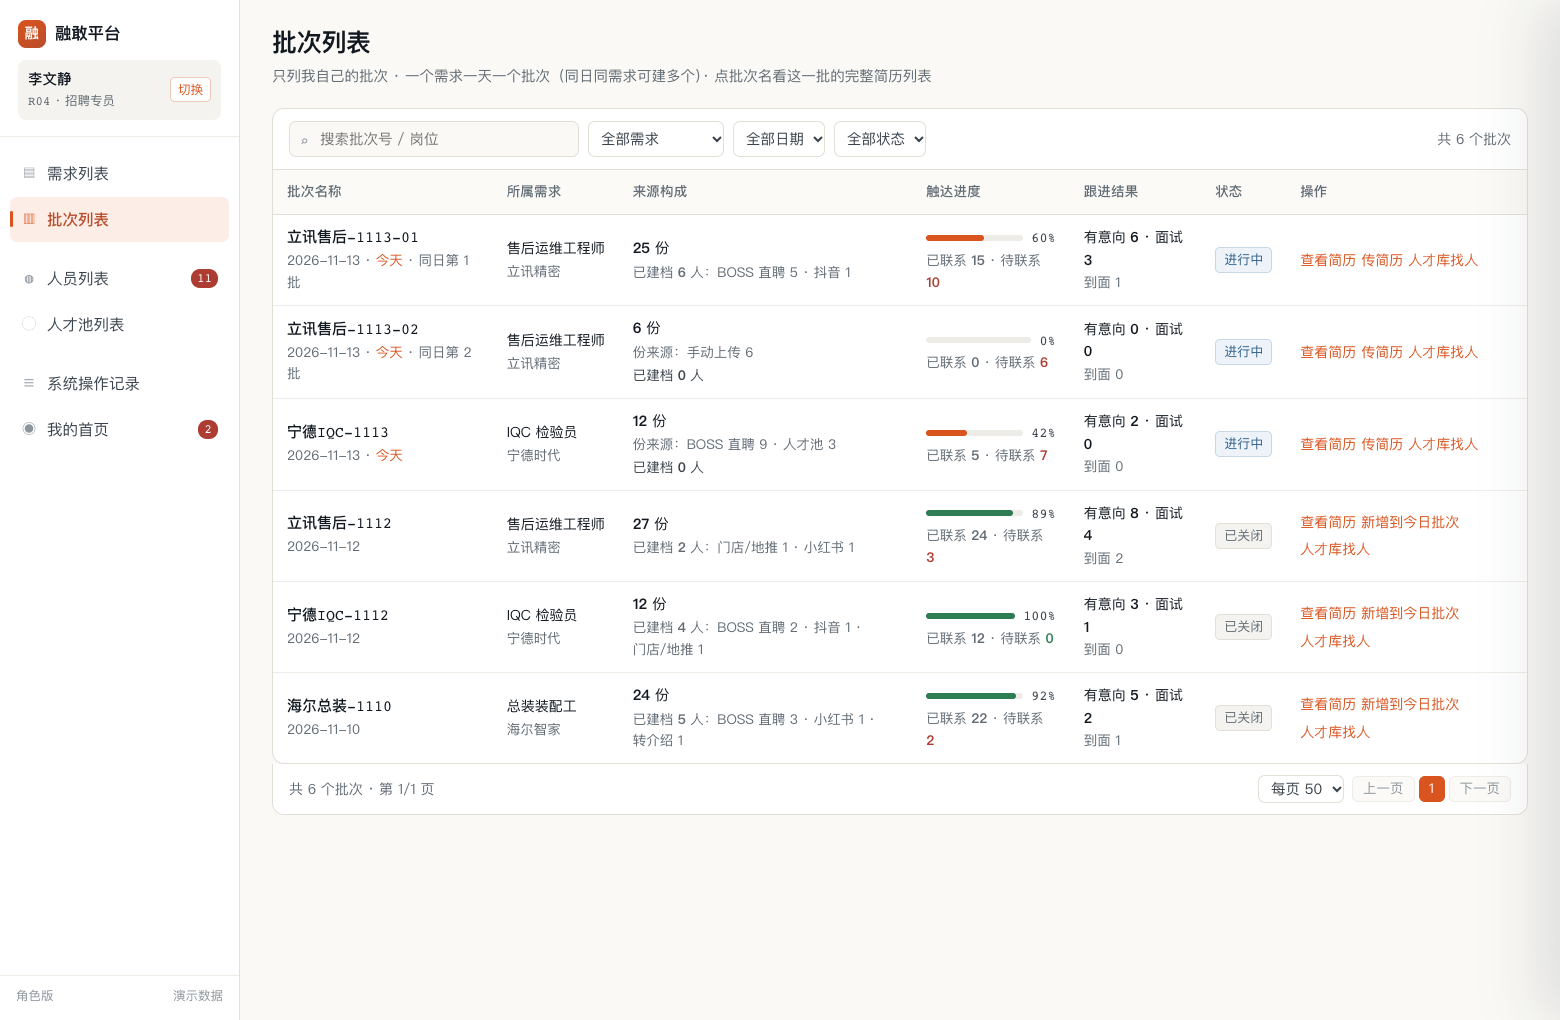 融 融敢平台
李文静
R04 · 招聘专员
切换
需求列表
批次列表
人员列表 11
人才池列表
系统操作记录
我的首页 2
角色版 演示数据
批次列表
只列我自己的批次 · 一个需求一天一个批次（同日同需求可建多个）· 点批次名看这一批的完整简历列表
搜索批次号 / 岗位 全部需求 全部日期 全部状态 共 6 个批次
批次名称 所属需求 来源构成 触达进度 跟进结果 状态 操作
立讯售后-1113-01
2026-11-13 · 今天 · 同日第 1
批
售后运维工程师
立讯精密
25 份
已建档 6 人：BOSS 直聘 5 · 抖音 1
60%
已联系 15 · 待联系
10
有意向 6 · 面试
3
到面 1
进行中
查看简历 传简历 人才库找人
立讯售后-1113-02
2026-11-13 · 今天 · 同日第 2
批
售后运维工程师
立讯精密
6 份
份来源：手动上传 6
已建档 0 人
0%
已联系 0 · 待联系 6
有意向 0 · 面试
0
到面 0
进行中
查看简历 传简历 人才库找人
宁德IQC-1113
2026-11-13 · 今天
IQC 检验员
宁德时代
12 份
份来源：BOSS 直聘 9 · 人才池 3
已建档 0 人
42%
已联系 5 · 待联系 7
有意向 2 · 面试
0
到面 0
进行中
查看简历 传简历 人才库找人
立讯售后-1112
2026-11-12
售后运维工程师
立讯精密
27 份
已建档 2 人：门店/地推 1 · 小红书 1
89%
已联系 24 · 待联系
3
有意向 8 · 面试
4
到面 2
已关闭
查看简历 新增到今日批次
人才库找人
宁德IQC-1112
2026-11-12
IQC 检验员
宁德时代
12 份
已建档 4 人：BOSS 直聘 2 · 抖音 1 ·
门店/地推 1
100%
已联系 12 · 待联系 0
有意向 3 · 面试
1
到面 0
已关闭
查看简历 新增到今日批次
人才库找人
海尔总装-1110
2026-11-10
总装装配工
海尔智家
24 份
已建档 5 人：BOSS 直聘 3 · 小红书 1 ·
转介绍 1
92%
已联系 22 · 待联系
2
有意向 5 · 面试
2
到面 1
已关闭
查看简历 新增到今日批次
人才库找人
共 6 个批次 · 第 1/1 页 每页 50 上一页 1 下一页